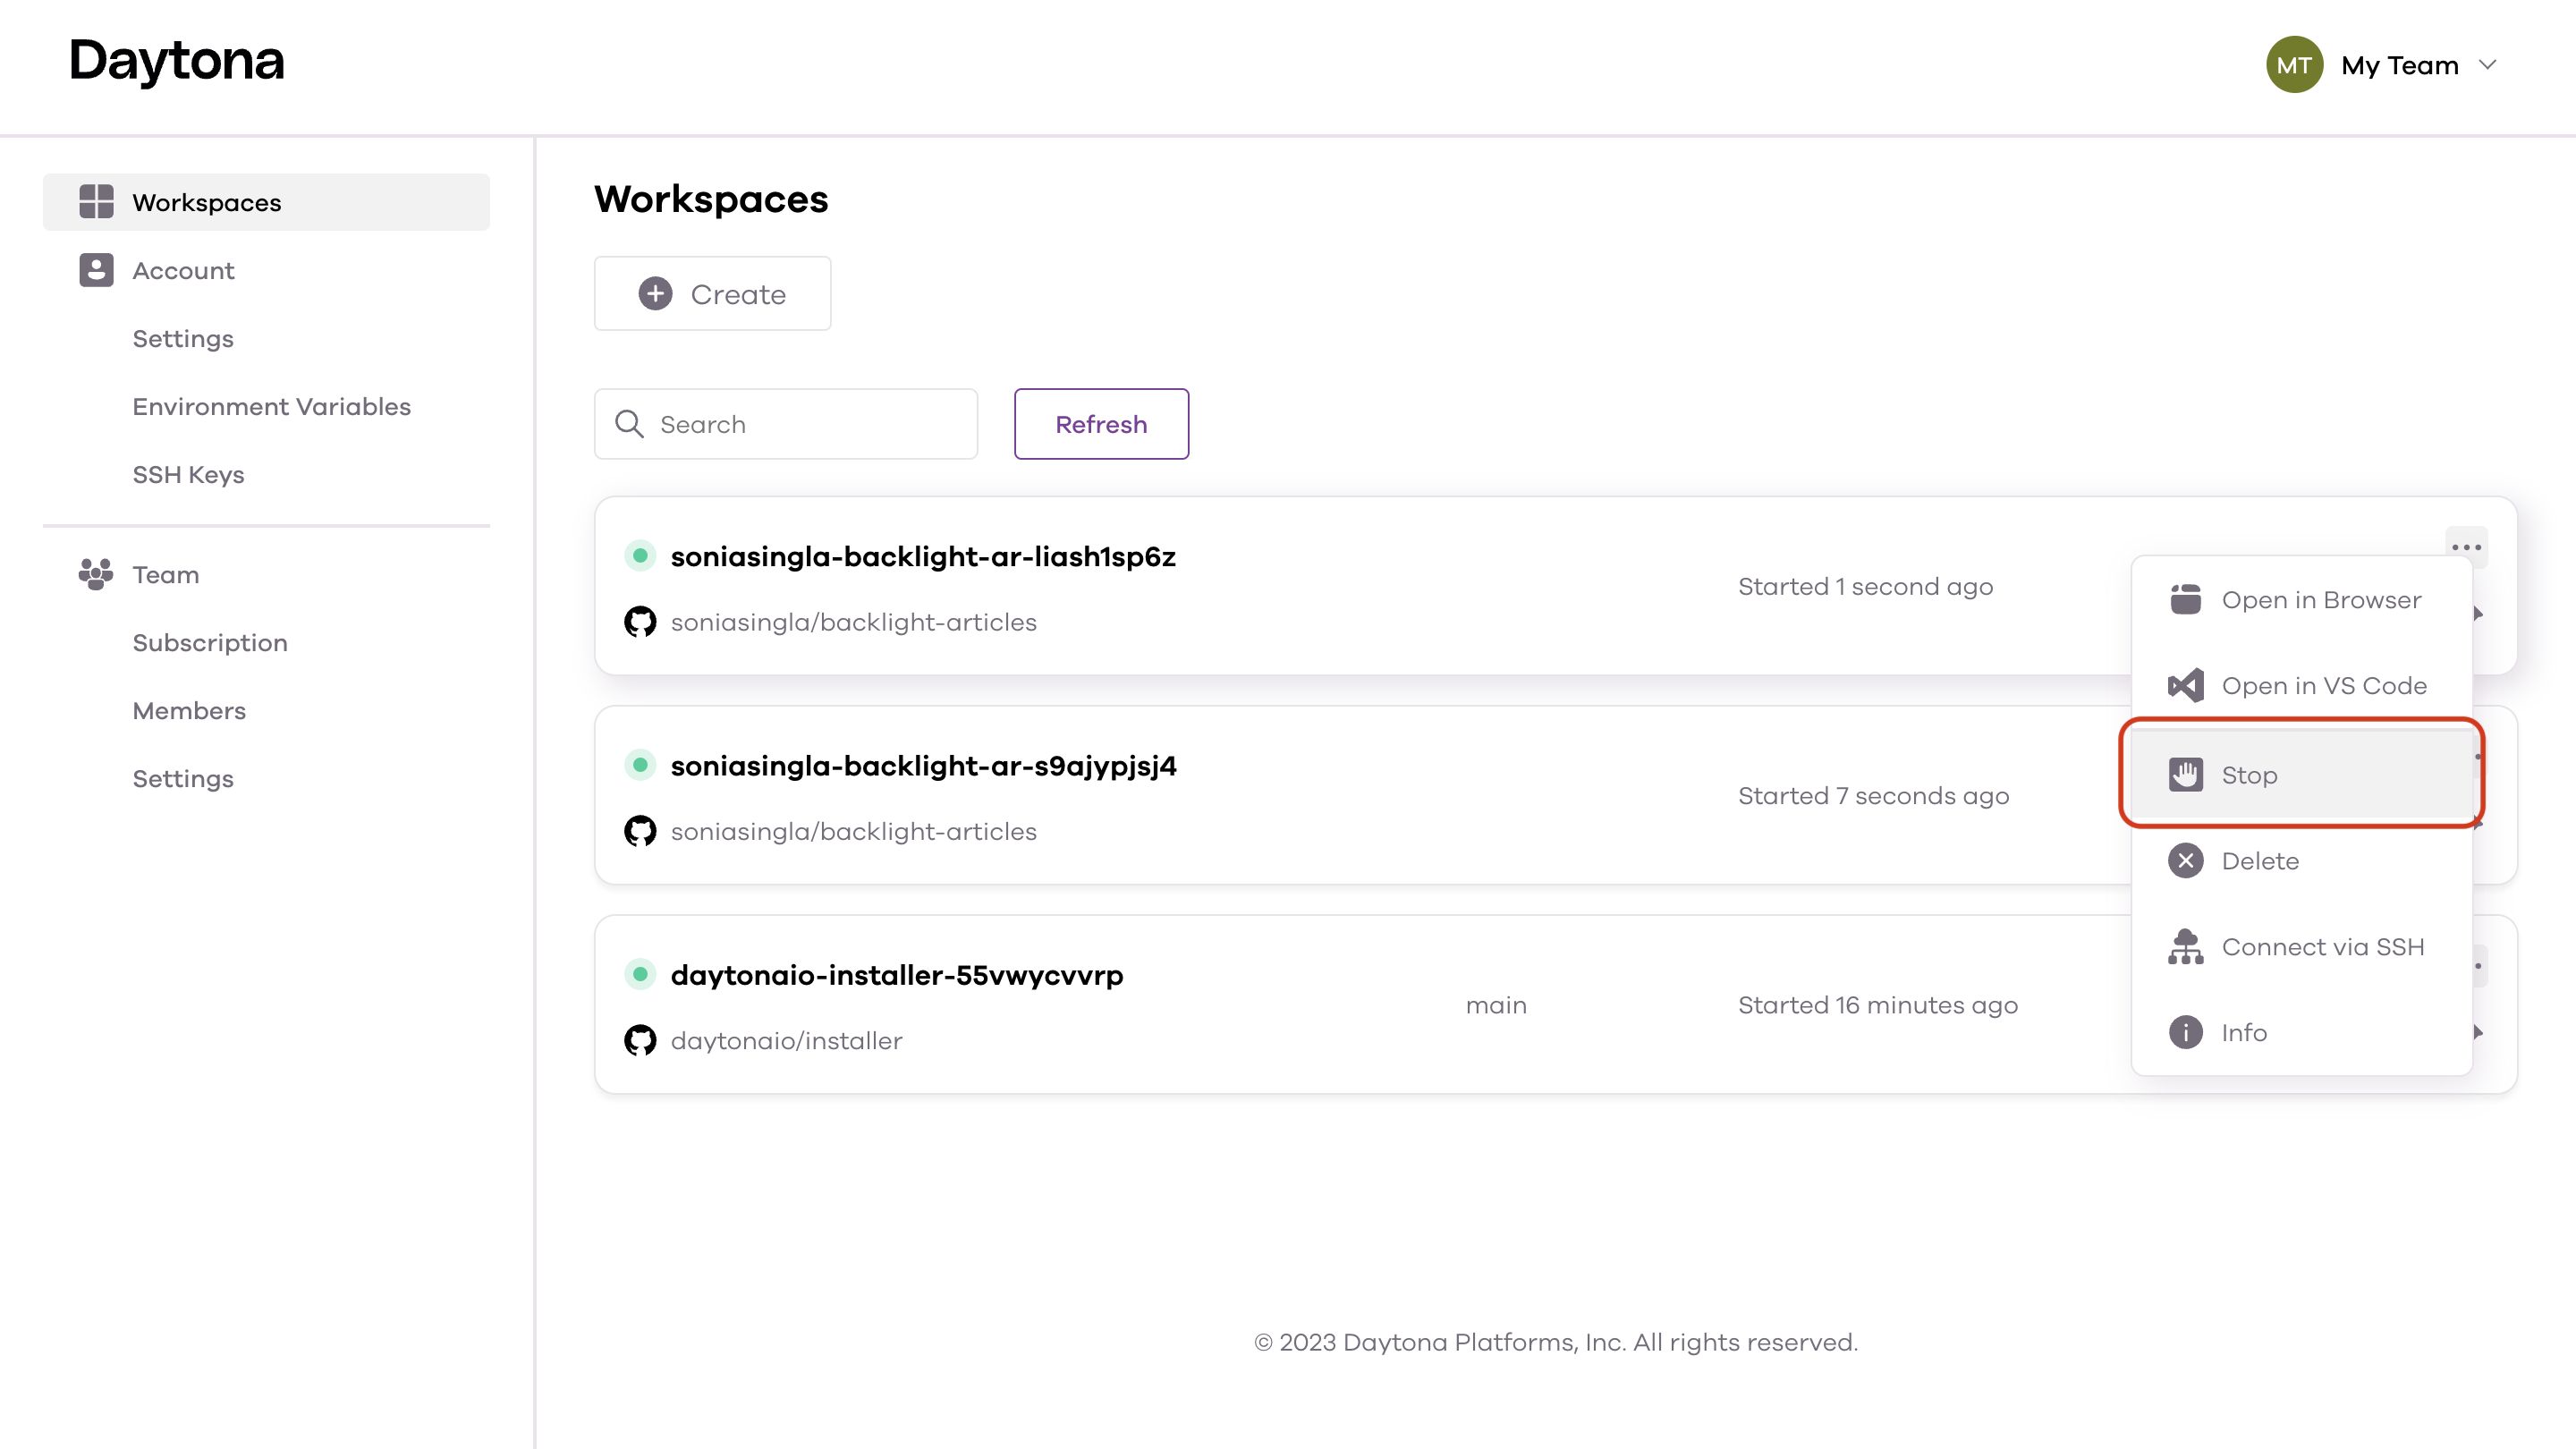 Daytona
MT My Team
Workspaces
Account
Settings
Environment Variables
SSH Keys
Team
Subscription
Members
Settings
Workspaces
Create
Search
Refresh
soniasingla-backlight-ar-liash1sp6z
soniasingla/backlight-articles
Started 1 second ago
soniasingla-backlight-ar-s9ajypjsj4
soniasingla/backlight-articles
Started 7 seconds ago
daytonaio-installer-55vwycvvrp
daytonaio/installer
main
Started 16 minutes ago
Open in Browser
Open in VS Code
Stop
Delete
Connect via SSH
Info
© 2023 Daytona Platforms, Inc. All rights reserved.